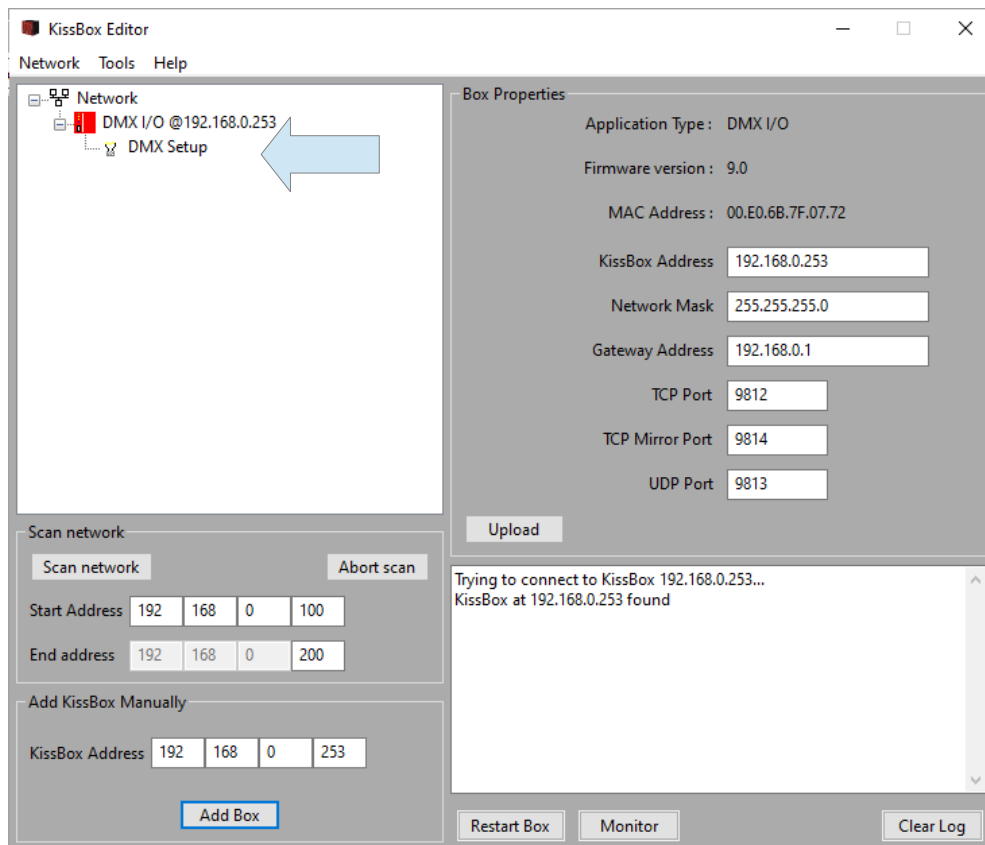 KissBox Editor
Network Tools Help
Network
DMX I/O @192.168.0.253
DMX Setup
Box Properties
Application Type : DMX I/O
Firmware version : 9.0
MAC Address : 00.E0.6B.7F.07.72
KissBox Address 192.168.0.253
Network Mask 255.255.255.0
Gateway Address 192.168.0.1
TCP Port 9812
TCP Mirror Port 9814
UDP Port 9813
Upload
Scan network
Scan network Abort scan
Start Address 192 168 0 100
End address 192 168 0 200
Add KissBox Manually
KissBox Address 192 168 0 253
Add Box
Trying to connect to KissBox 192.168.0.253...
KissBox at 192.168.0.253 found
Restart Box Monitor Clear Log